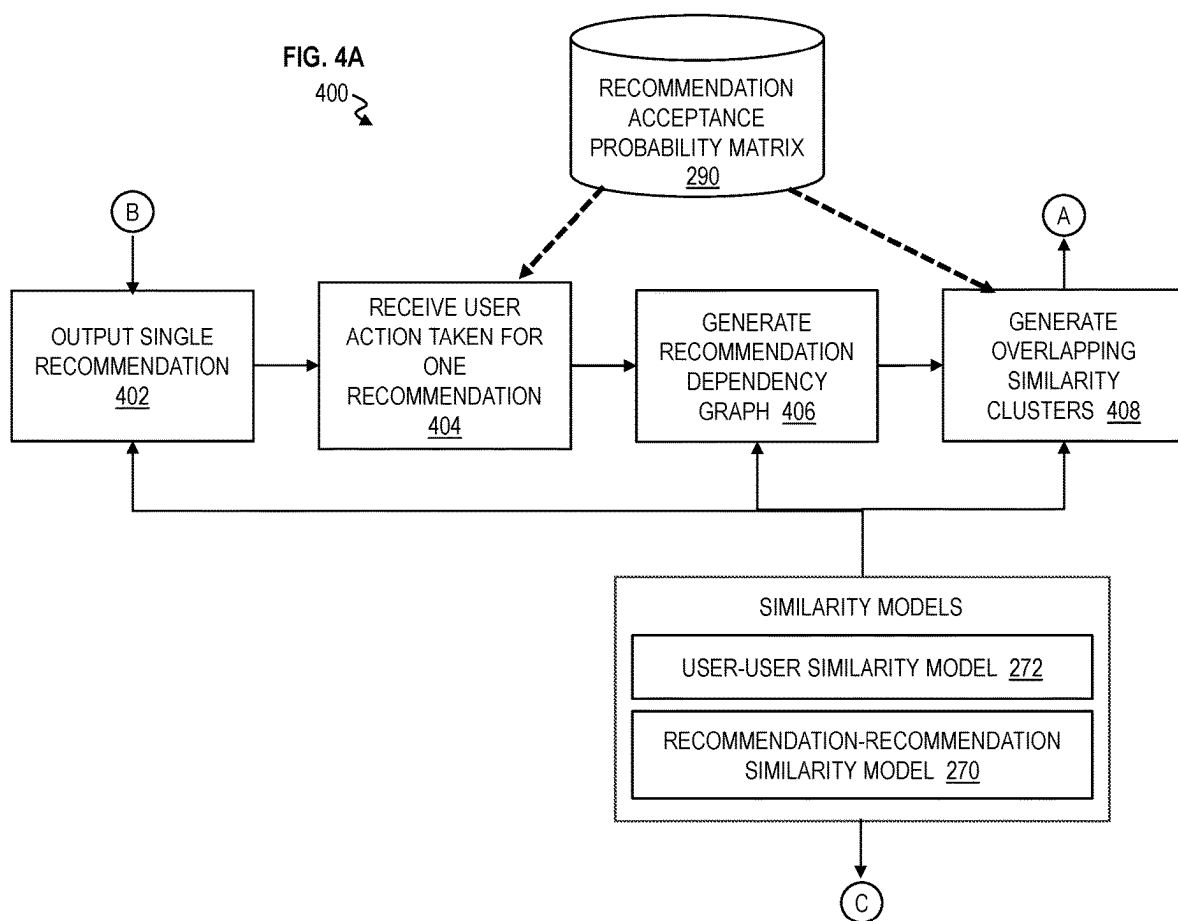 FIG. 4A
400
RECOMMENDATION
ACCEPTANCE
PROBABILITY MATRIX
290
B
A
OUTPUT SINGLE
RECOMMENDATION
402
RECEIVE USER
ACTION TAKEN FOR
ONE
RECOMMENDATION
404
GENERATE
RECOMMENDATION
DEPENDENCY
GRAPH 406
GENERATE
OVERLAPPING
SIMILARITY
CLUSTERS 408
SIMILARITY MODELS
USER-USER SIMILARITY MODEL 272
RECOMMENDATION-RECOMMENDATION
SIMILARITY MODEL 270
C